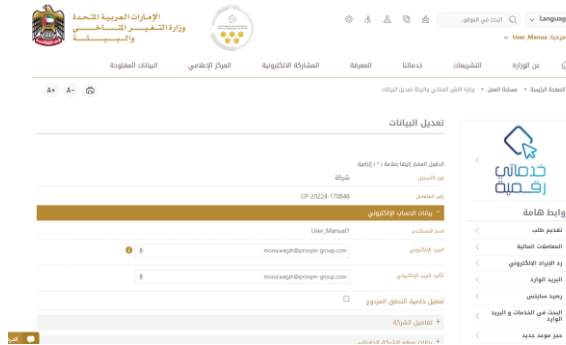 الإمارات العربية المتحدة
وزارة التغير المناخي
والبيئة
Languag
البحث في الموقع..
مرحبا، User_Manua
عن الوزارة
التشريعات
خدماتنا
المعرفة
المشاركة الالكترونية
المركز الإعلامي
البيانات المفتوحة
الصفحة الرئيسة • مساحة العمل • وزارة التغير المناخي والبيئة تعديل البيانات
A+ A-
خدماتي
رقمية
وابط هامة
تقديم طلب
المعاملات المالية
رد الإيراد الإلكتروني
البريد الوارد
رصيد سابتس
البحث في الخدمات و البريد
الوارد
حجز موعد جديد
تعديل البيانات
الحقول المشار إليها بعلامة (*) إلزامية
نوع التسجيل شركة
رقم المتعامل CP-20224-170848
بيانات الحساب الإلكتروني
اسم المستخدم User_Manual1
البريد الإلكتروني mona.wagih@prosym-group.com
تأكيد البريد الإلكتروني mona.wagih@prosym-group.com
تفعيل خاصية التحقق المزدوج
+ تفاصيل الشركة